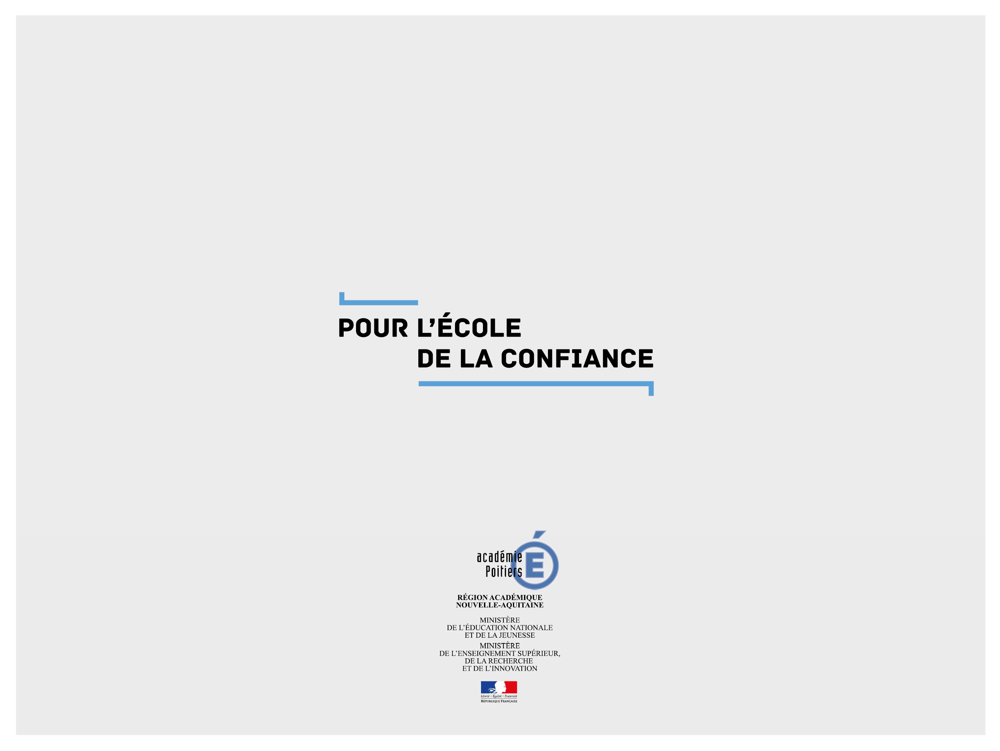 POUR L’ÉCOLE
DE LA CONFIANCE
académie
Poitiers
É
RÉGION ACADÉMIQUE
NOUVELLE-AQUITAINE
MINISTÈRE
DE L’ÉDUCATION NATIONALE
ET DE LA JEUNESSE
MINISTÈRE
DE L’ENSEIGNEMENT SUPÉRIEUR,
DE LA RECHERCHE
ET DE L’INNOVATION
Liberté • Égalité • Fraternité
RÉPUBLIQUE FRANÇAISE